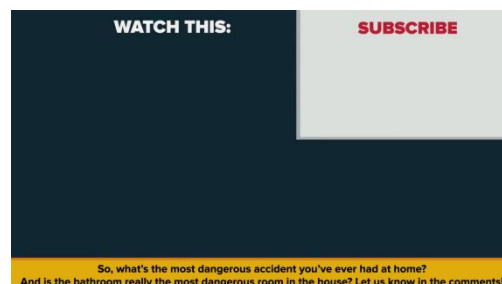 WATCH THIS:
SUBSCRIBE
So, what's the most dangerous accident you've ever had at home?
And is the bathroom really the most dangerous room in the house? Let us know in the comments!